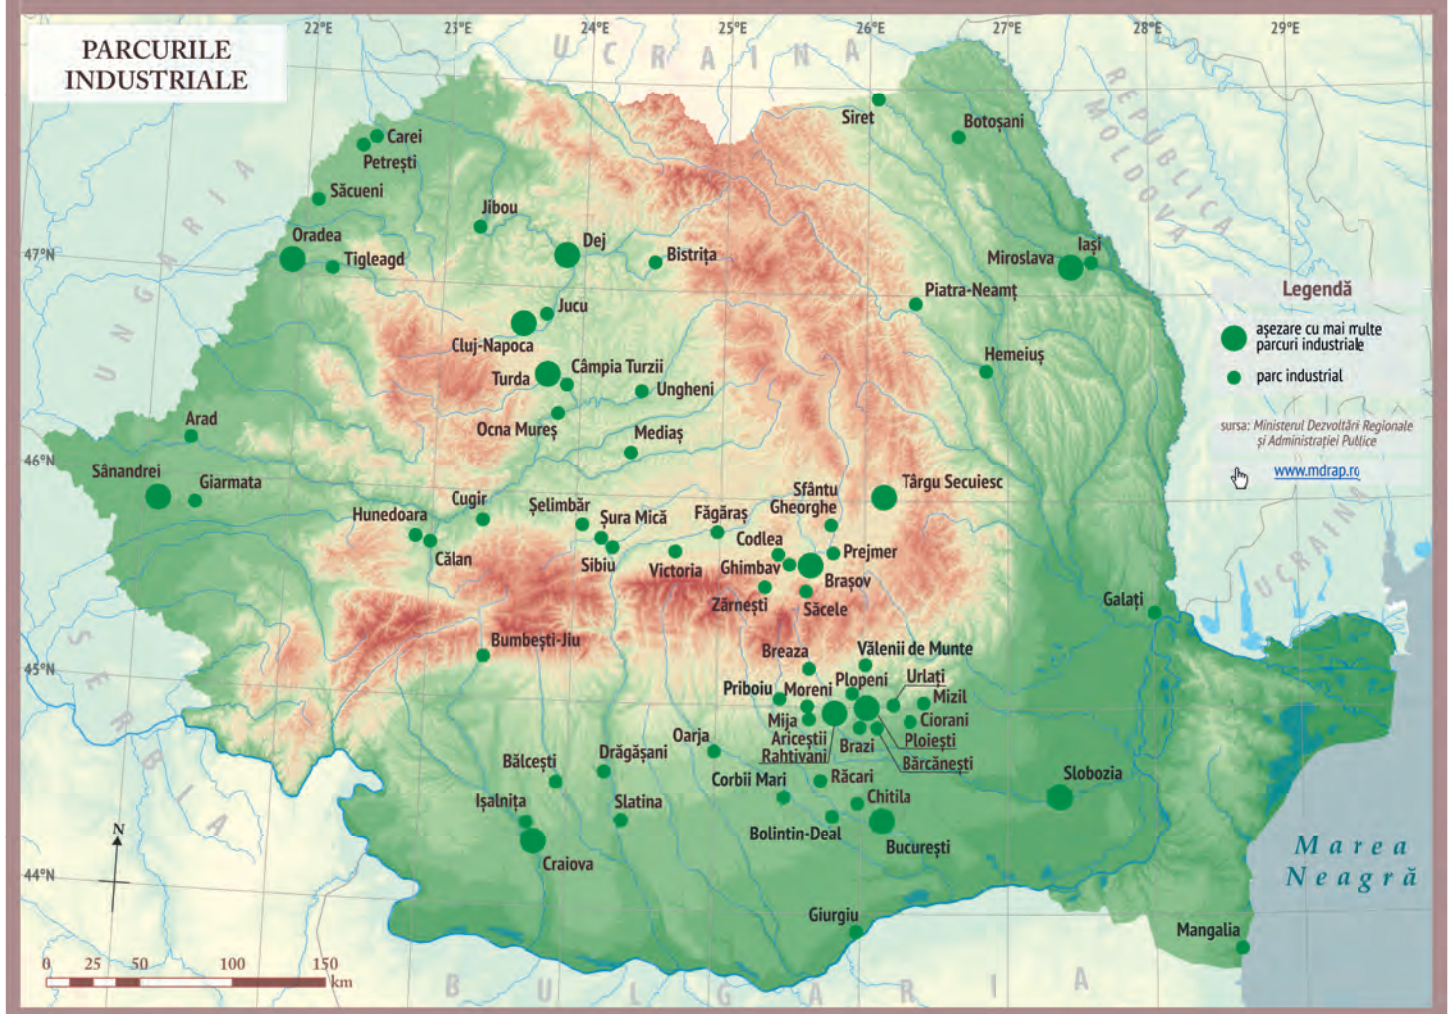 22°E
23°E
24°E
25°E
26°E
27°E
28°E
29°E
PARCURILE
INDUSTRIALE
UCRAINA
REPUBLICA
MOLDOVA
UNGARIA
Siret
Botoșani
Carei
Petrești
Săcueni
Jibou
Oradea
Dej
Iași
47°N
Tigleagd
Bistrița
Miroslava
Piatra-Neamț
Legendă
Jucu
așezare cu mai multe
parcuri industriale
Cluj-Napoca
Hemeiuș
Câmpia Turzii
Turda
parc industrial
Ungheni
Arad
Ocna Mureș
Mediaș
sursa: Ministerul Dezvoltări Regionale
și Administrației Publice
46°N
Sânandrei
www.mdrap.ro
Giarmata
Târgu Secuiesc
Sfântu
Gheorghe
Cugir
Șelimbăr
Hunedoara
Șura Mică
Făgăraș
UCRAINA
Codlea
Prejmer
Călan
Sibiu
Victoria
Ghimbav
Brașov
Zărnești
Săcele
Galați
SERBIA
Bumbești-Jiu
Breaza
Vălenii de Munte
45°N
Priboiu
Moreni
Plopeni
Urlați
Mizil
Mija
Ciorani
Oarja
Ariceștii
Rahtivani
Brazi
Ploiești
Drăgășani
Bălcești
Bărcănești
Corbii Mari
Răcari
Slobozia
Ișalnița
Slatina
Chitila
N
Bolintin-Deal
București
Craiova
Marea
Neagră
44°N
Giurgiu
Mangalia
0 25 50 100 150
km
BULGARIA